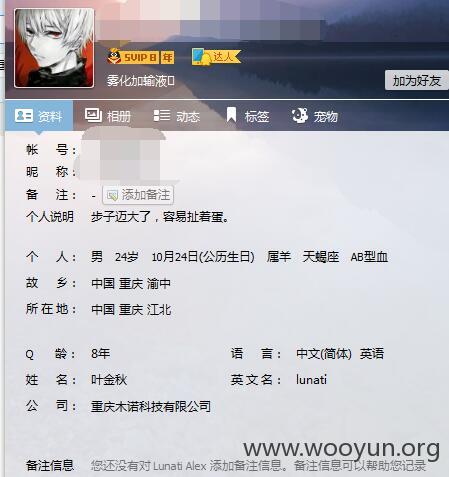 SVIP8年 达人
雾化加输液
加为好友
资料 相册 动态 标签 宠物
帐 号:
昵 称:
备 注: - 添加备注
个人说明 步子迈大了，容易扯着蛋。
个 人: 男 24岁 10月24日(公历生日) 属羊 天蝎座 AB型血
故 乡: 中国 重庆 渝中
所在地: 中国 重庆 江北
Q 龄: 8年 语 言: 中文(简体) 英语
姓 名: 叶金秋 英文名: lunati
公 司: 重庆木诺科技有限公司
www.wooyun.org
备注信息 您还没有对 Lunati Alex 添加备注信息。备注信息可以帮助您记录